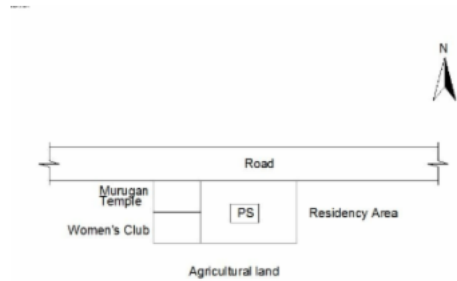 N
Road
Murugan
Temple
PS
Residency Area
Women's Club
Agricultural land